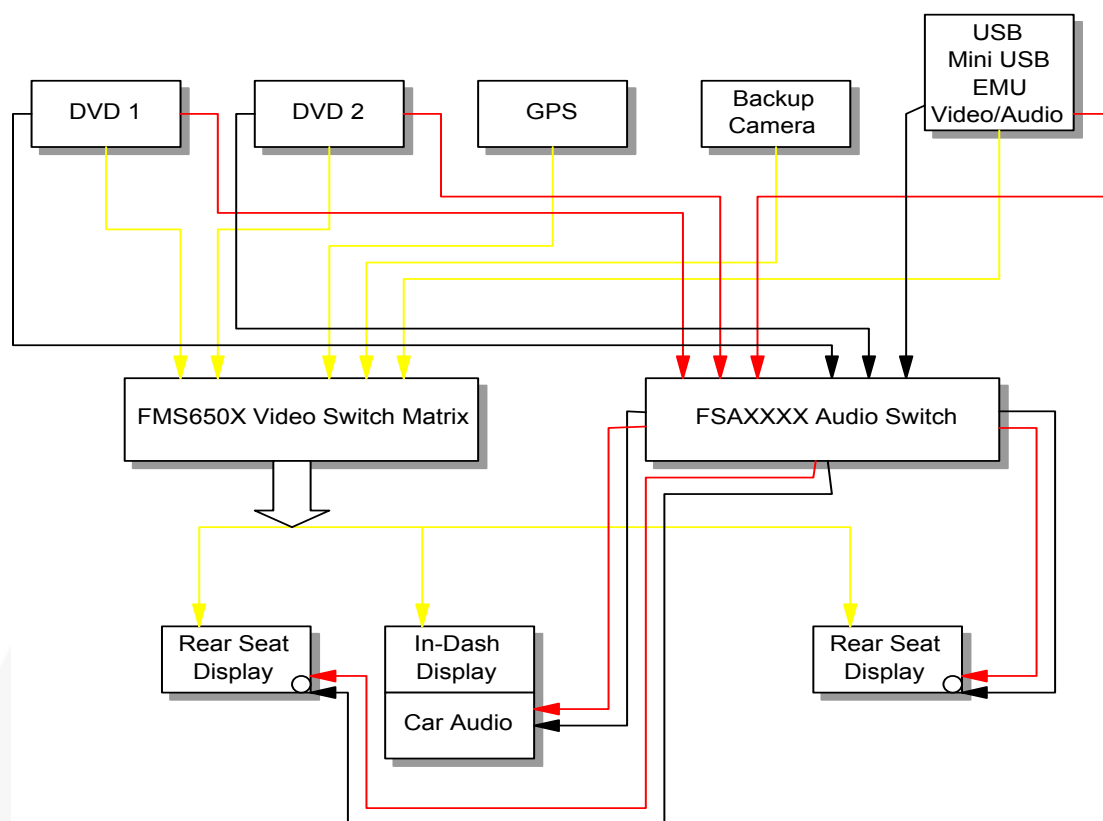 USB
Mini USB
EMU
Video/Audio
DVD 1
DVD 2
GPS
Backup
Camera
FMS650X Video Switch Matrix
FSAXXXX Audio Switch
Rear Seat
Display
In-Dash
Display
Car Audio
Rear Seat
Display